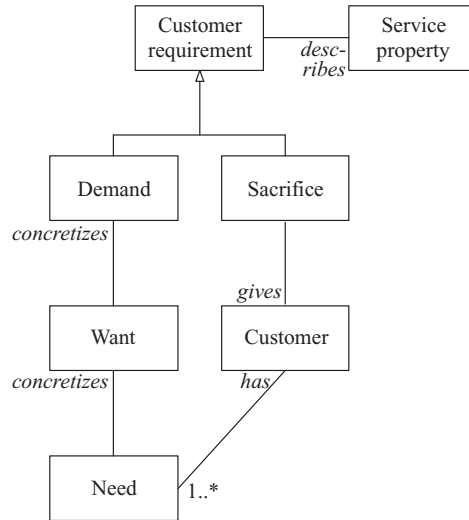 Customer
requirement
desc-
ribes
Service
property
Demand
Sacrifice
concretizes
gives
Want
Customer
concretizes
has
Need
1..*